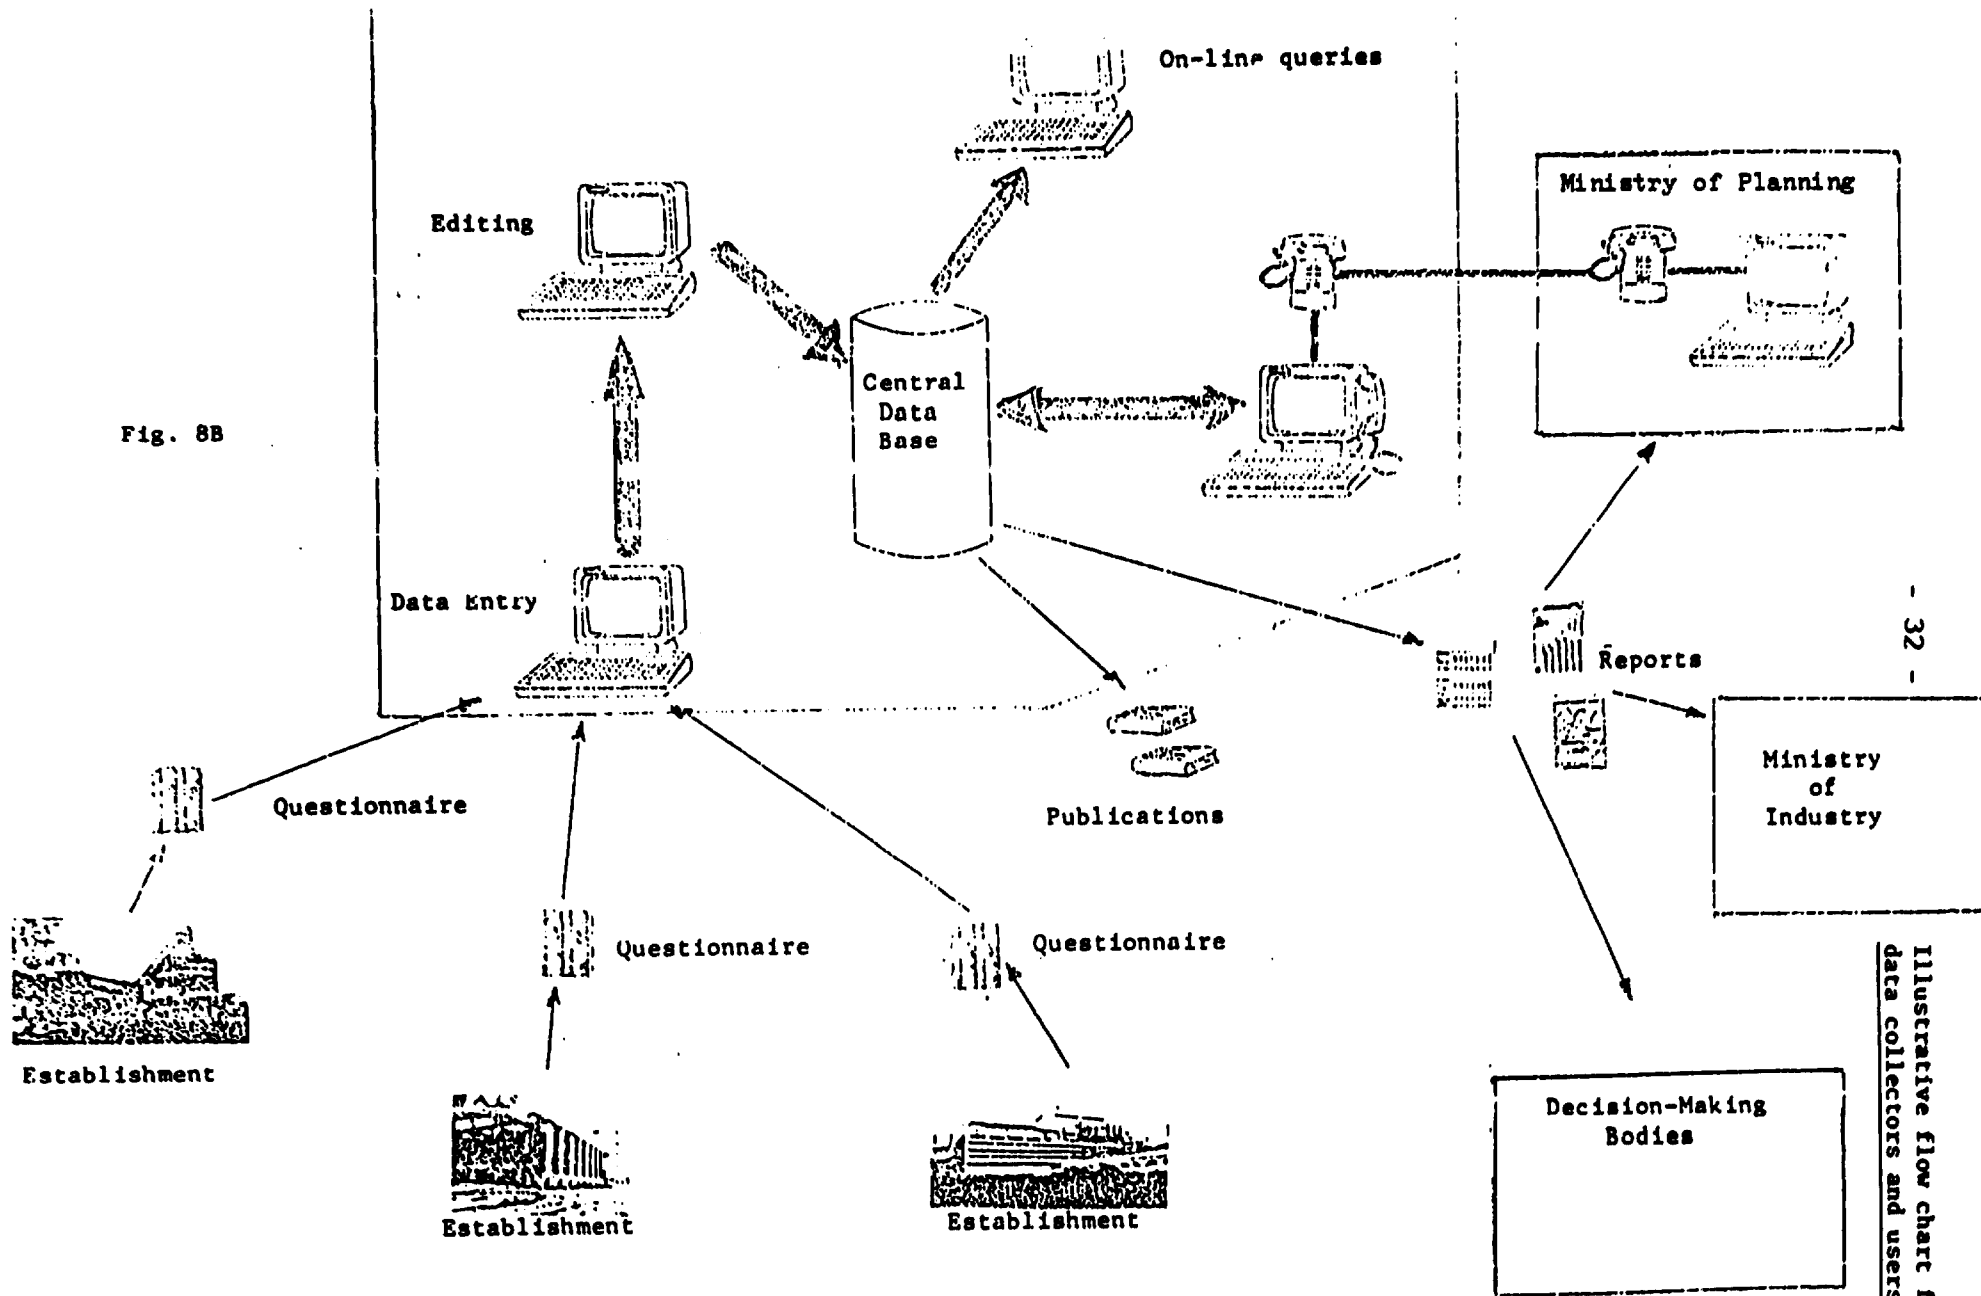 On-line queries
Ministry of Planning
Editing
Central
Data
Base
Fig. 8B
Data Entry
- 32 -
Reports
Ministry
of
Industry
Questionnaire
Publications
Questionnaire
Questionnaire
Establishment
Decision-Making
Bodies
Establishment
Establishment
Illustrative flow chart
data collectors and users